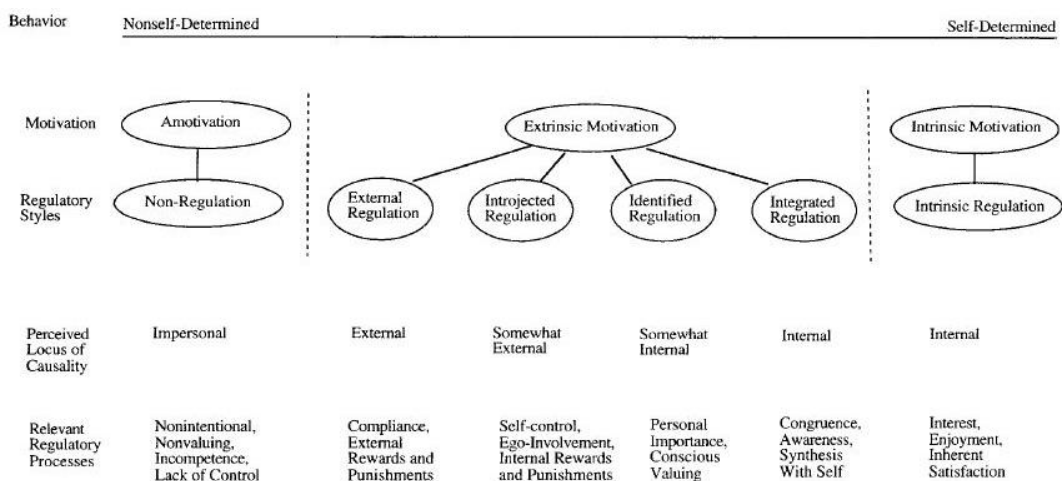 Behavior
Nonself-Determined
Self-Determined
Motivation
Amotivation
Extrinsic Motivation
Intrinsic Motivation
Regulatory
Styles
Non-Regulation
External
Regulation
Introjected
Regulation
Identified
Regulation
Integrated
Regulation
Intrinsic Regulation
Perceived
Locus of
Causality
Impersonal
External
Somewhat
External
Somewhat
Internal
Internal
Internal
Relevant
Regulatory
Processes
Nonintentional,
Nonvaluing,
Incompetence,
Lack of Control
Compliance,
External
Rewards and
Punishments
Self-control,
Ego-Involvement,
Internal Rewards
and Punishments
Personal
Importance,
Conscious
Valuing
Congruence,
Awareness,
Synthesis
With Self
Interest,
Enjoyment,
Inherent
Satisfaction